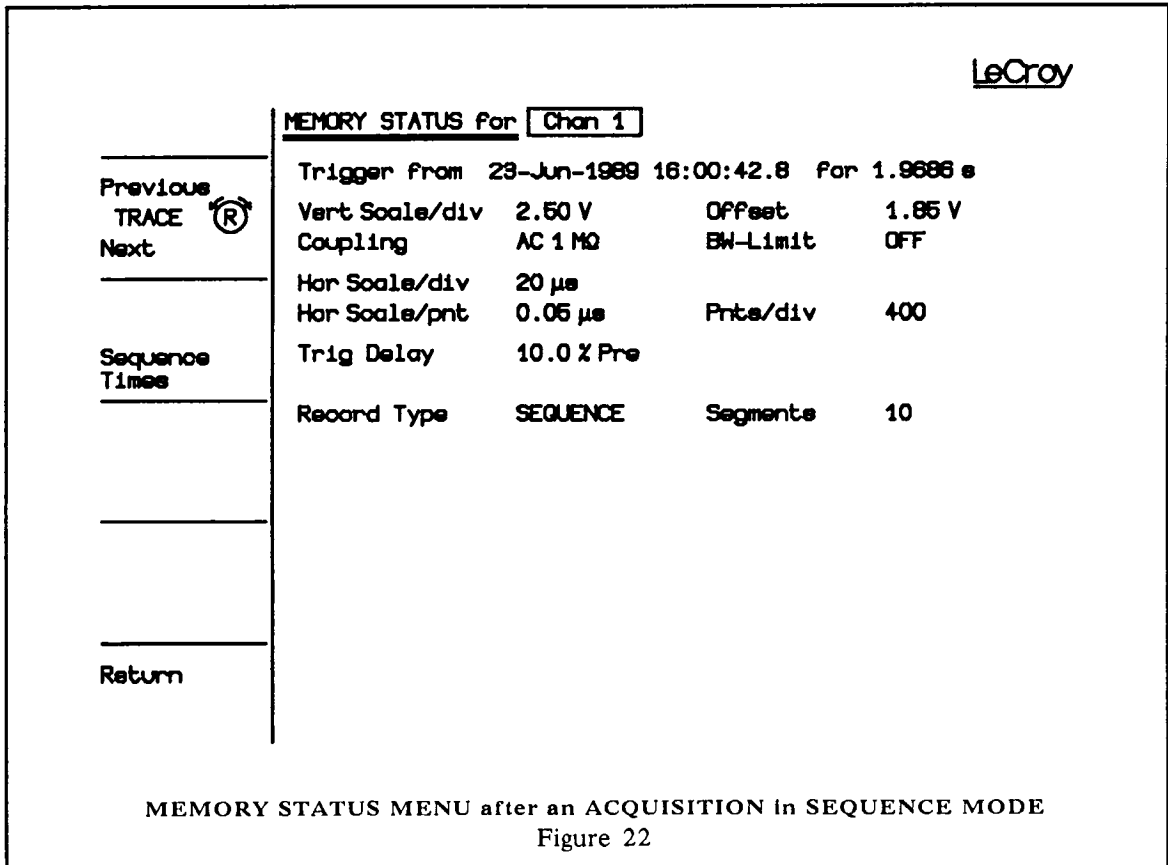 LeCroy
MEMORY STATUS for Chan 1
Trigger from 23-Jun-1989 16:00:42.8 for 1.9686 s
Previous
TRACE R
Next
Vert Scale/div 2.50 V Offset 1.85 V
Coupling AC 1 MΩ BW-Limit OFF
Hor Scale/div 20 µs
Hor Scale/pnt 0.05 µs Pnts/div 400
Sequence
Times
Trig Delay 10.0 % Pre
Record Type SEQUENCE Segments 10
Return
MEMORY STATUS MENU after an ACQUISITION in SEQUENCE MODE
Figure 22